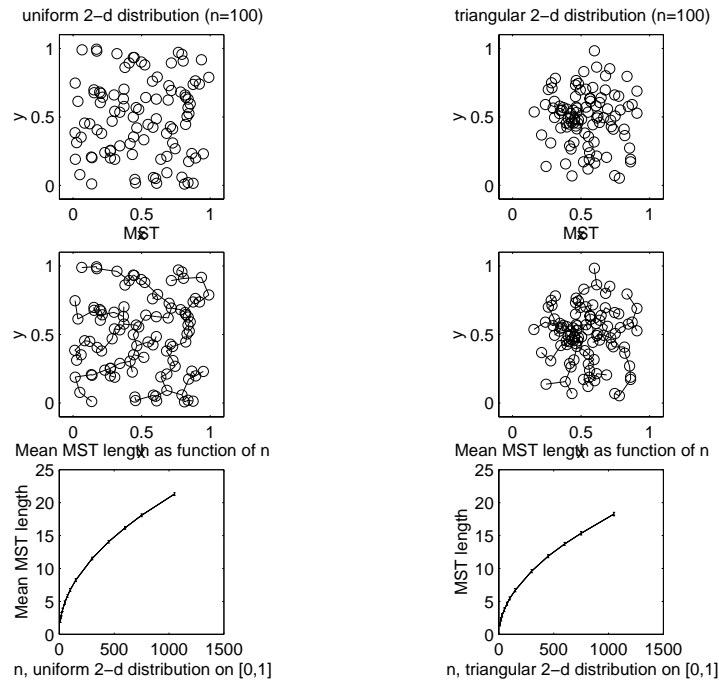 uniform 2-d distribution (n=100)
y
1
0.5
0
0 0.5 1
x
triangular 2-d distribution (n=100)
y
1
0.5
0
0 0.5 1
x
MST
y
1
0.5
0
0 0.5 1
x
MST
y
1
0.5
0
0 0.5 1
x
Mean MST length as function of n
Mean MST length
25
20
15
10
5
0
0 500 1000 1500
n, uniform 2-d distribution on [0,1]
Mean MST length as function of n
MST length
25
20
15
10
5
0
0 500 1000 1500
n, triangular 2-d distribution on [0,1]